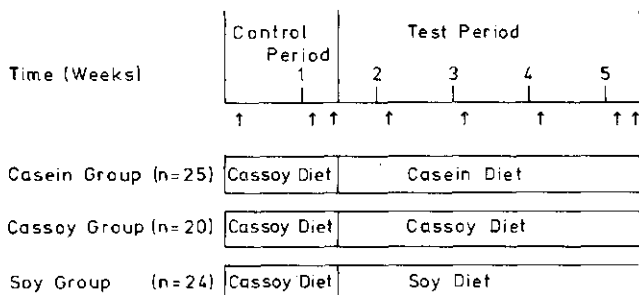 Control Period
Test Period
Time (Weeks)
1 2 3 4 5
↑ ↑ ↑ ↑ ↑ ↑ ↑ ↑
Casein Group (n=25) Cassoy Diet Casein Diet
Cassoy Group (n=20) Cassoy Diet Cassoy Diet
Soy Group (n=24) Cassoy Diet Soy Diet